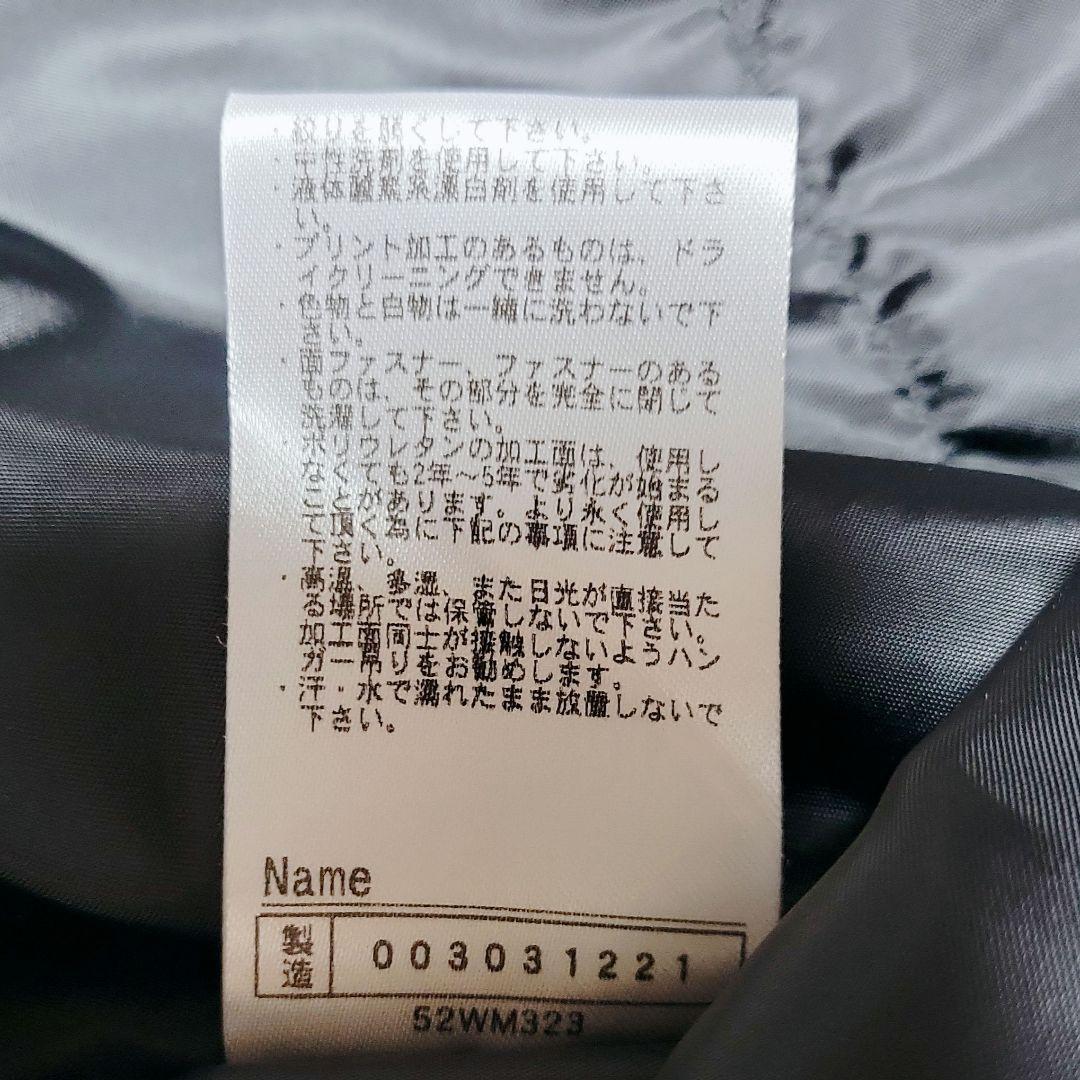 ・絞りを弱くして下さい。
・中性洗剤を使用して下さい。
・液体酸素系漂白剤を使用して下さ
い。
・プリント加工のあるものは、ドラ
イクリーニングできません。
・色物と白物は一緒に洗わないで下
さい。
・面ファスナー、ファスナーのある
ものは、その部分を完全に閉じて
洗濯して下さい。
・ポリウレタンの加工面は、使用し
なくても2年～5年で劣化が始まる
ことがあります。より永く使用し
て頂く為に下記の事項に注意して
下さい。
・高温、多湿、また日光が直接当た
る場所では保管しないで下さい。
加工面同士が接触しないようハン
ガー吊りをお勧めします。
・汗・水で濡れたまま放置しないで
下さい。
Name
製造 003031221
52WM323